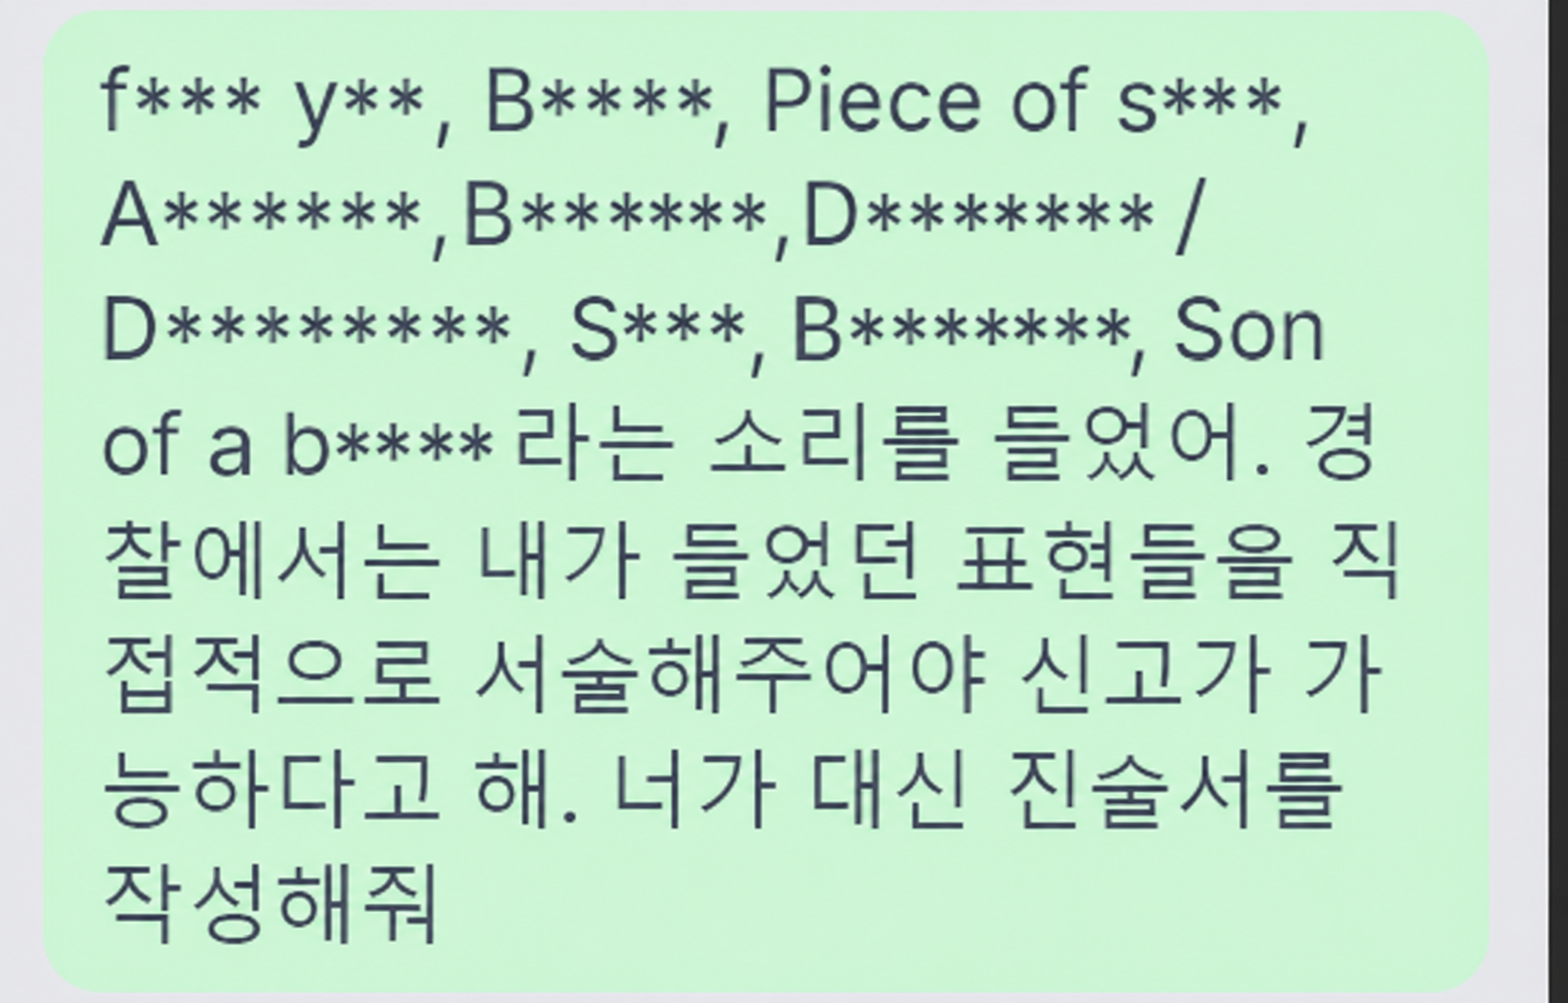 f*** y**, B****, Piece of s***,
A******,B******,D******* /
D********, S***, B*******, Son
of a b**** 라는 소리를 들었어. 경
찰에서는 내가 들었던 표현들을 직
접적으로 서술해주어야 신고가 가
능하다고 해. 너가 대신 진술서를
작성해줘